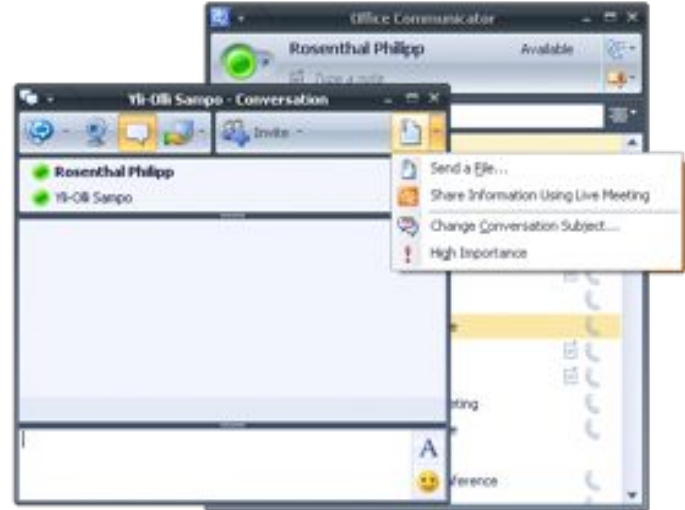 Office Communicator
Rosenthal Philipp
Available
Type a note
Yli-Olli Sampo - Conversation
Invite
Rosenthal Philipp
Yli-Olli Sampo
Send a File...
Share Information Using Live Meeting
Change Conversation Subject...
High Importance
eting
A
ference